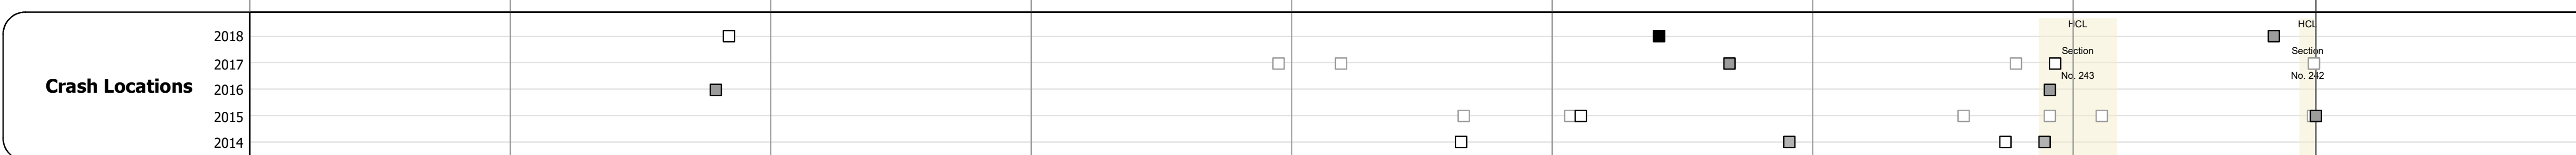 Crash Locations
2018
2017
2016
2015
2014
HCL
Section
No. 243
HCL
Section
No. 242